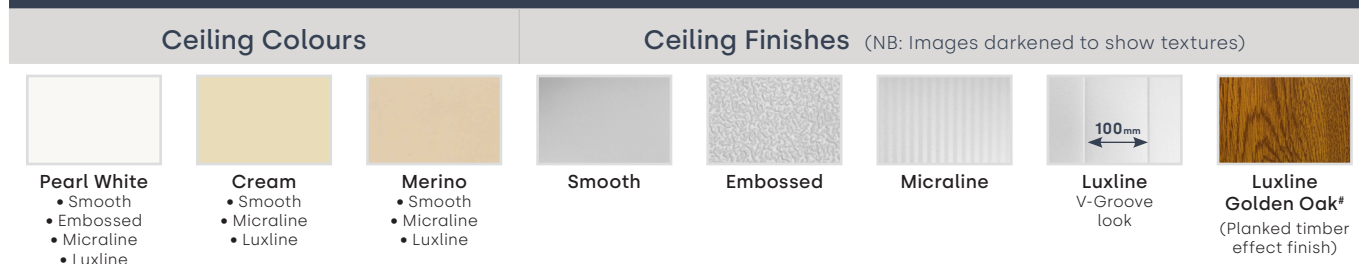 Ceiling Colours
Ceiling Finishes (NB: Images darkened to show textures)
Pearl White
• Smooth
• Embossed
• Micraline
• Luxline
Cream
• Smooth
• Micraline
• Luxline
Merino
• Smooth
• Micraline
• Luxline
Smooth
Embossed
Micraline
100mm
Luxline
V-Groove
look
Luxline
Golden Oak#
(Planked timber
effect finish)